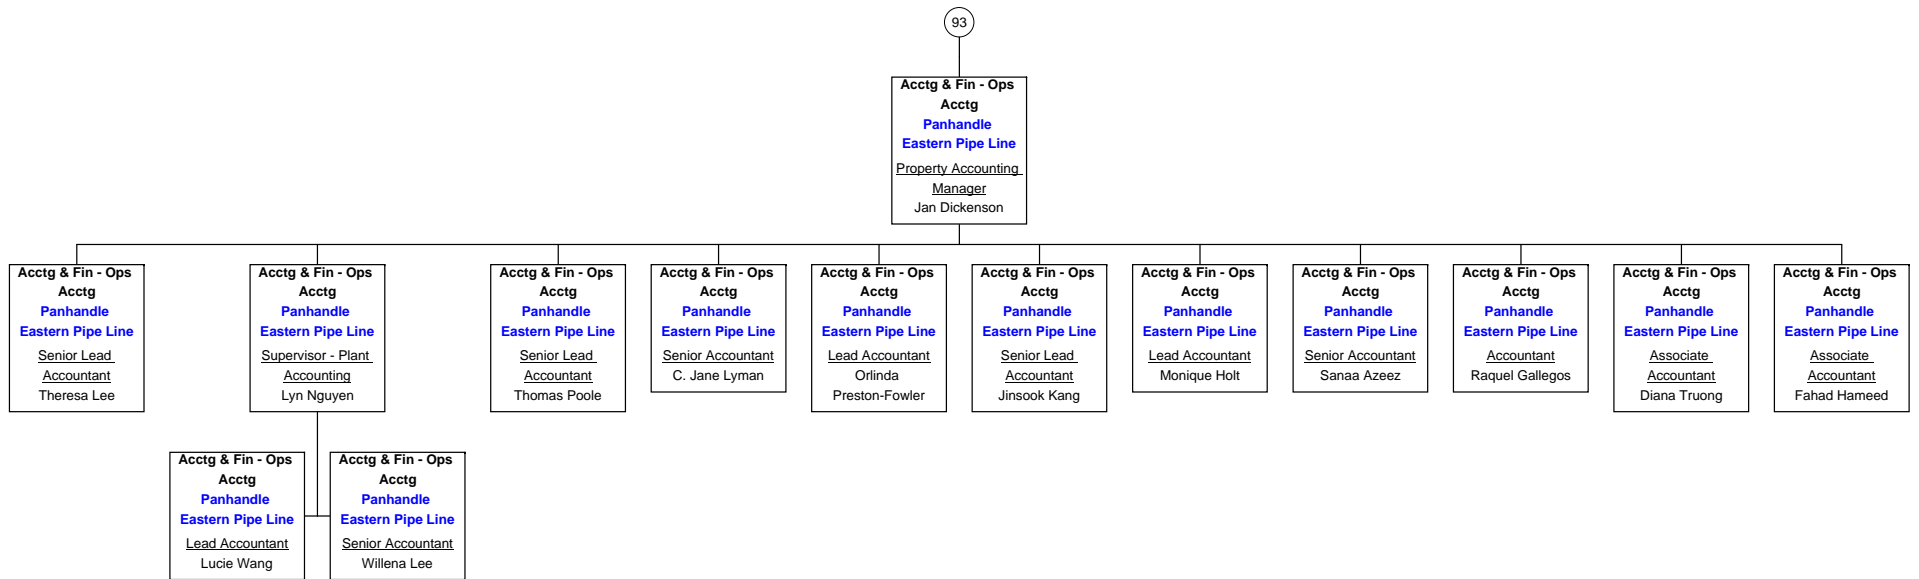 93
Acctg & Fin - Ops
Acctg
Panhandle
Eastern Pipe Line
Property Accounting
Manager
Jan Dickenson
Acctg & Fin - Ops
Acctg
Panhandle
Eastern Pipe Line
Senior Lead
Accountant
Theresa Lee
Acctg & Fin - Ops
Acctg
Panhandle
Eastern Pipe Line
Supervisor - Plant
Accounting
Lyn Nguyen
Acctg & Fin - Ops
Acctg
Panhandle
Eastern Pipe Line
Senior Lead
Accountant
Thomas Poole
Acctg & Fin - Ops
Acctg
Panhandle
Eastern Pipe Line
Senior Accountant
C. Jane Lyman
Acctg & Fin - Ops
Acctg
Panhandle
Eastern Pipe Line
Lead Accountant
Orlinda
Preston-Fowler
Acctg & Fin - Ops
Acctg
Panhandle
Eastern Pipe Line
Senior Lead
Accountant
Jinsook Kang
Acctg & Fin - Ops
Acctg
Panhandle
Eastern Pipe Line
Lead Accountant
Monique Holt
Acctg & Fin - Ops
Acctg
Panhandle
Eastern Pipe Line
Senior Accountant
Sanaa Azeez
Acctg & Fin - Ops
Acctg
Panhandle
Eastern Pipe Line
Accountant
Raquel Gallegos
Acctg & Fin - Ops
Acctg
Panhandle
Eastern Pipe Line
Associate
Accountant
Diana Truong
Acctg & Fin - Ops
Acctg
Panhandle
Eastern Pipe Line
Associate
Accountant
Fahad Hameed
Acctg & Fin - Ops
Acctg
Panhandle
Eastern Pipe Line
Lead Accountant
Lucie Wang
Acctg & Fin - Ops
Acctg
Panhandle
Eastern Pipe Line
Senior Accountant
Willena Lee